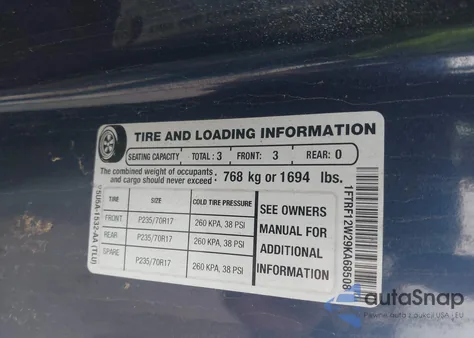 TIRE AND LOADING INFORMATION
SEATING CAPACITY TOTAL: 3 FRONT: 3 REAR: 0
The combined weight of occupants and cargo should never exceed: 768 kg or 1694 lbs.
TIRE SIZE COLD TIRE PRESSURE
FRONT P235/70R17 260 KPA, 38 PSI
REAR P235/70R17 260 KPA, 38 PSI
SPARE P235/70R17 260 KPA, 38 PSI
SEE OWNERS
MANUAL FOR
ADDITIONAL
INFORMATION
1FTRF12W29KA68508
autoSnap